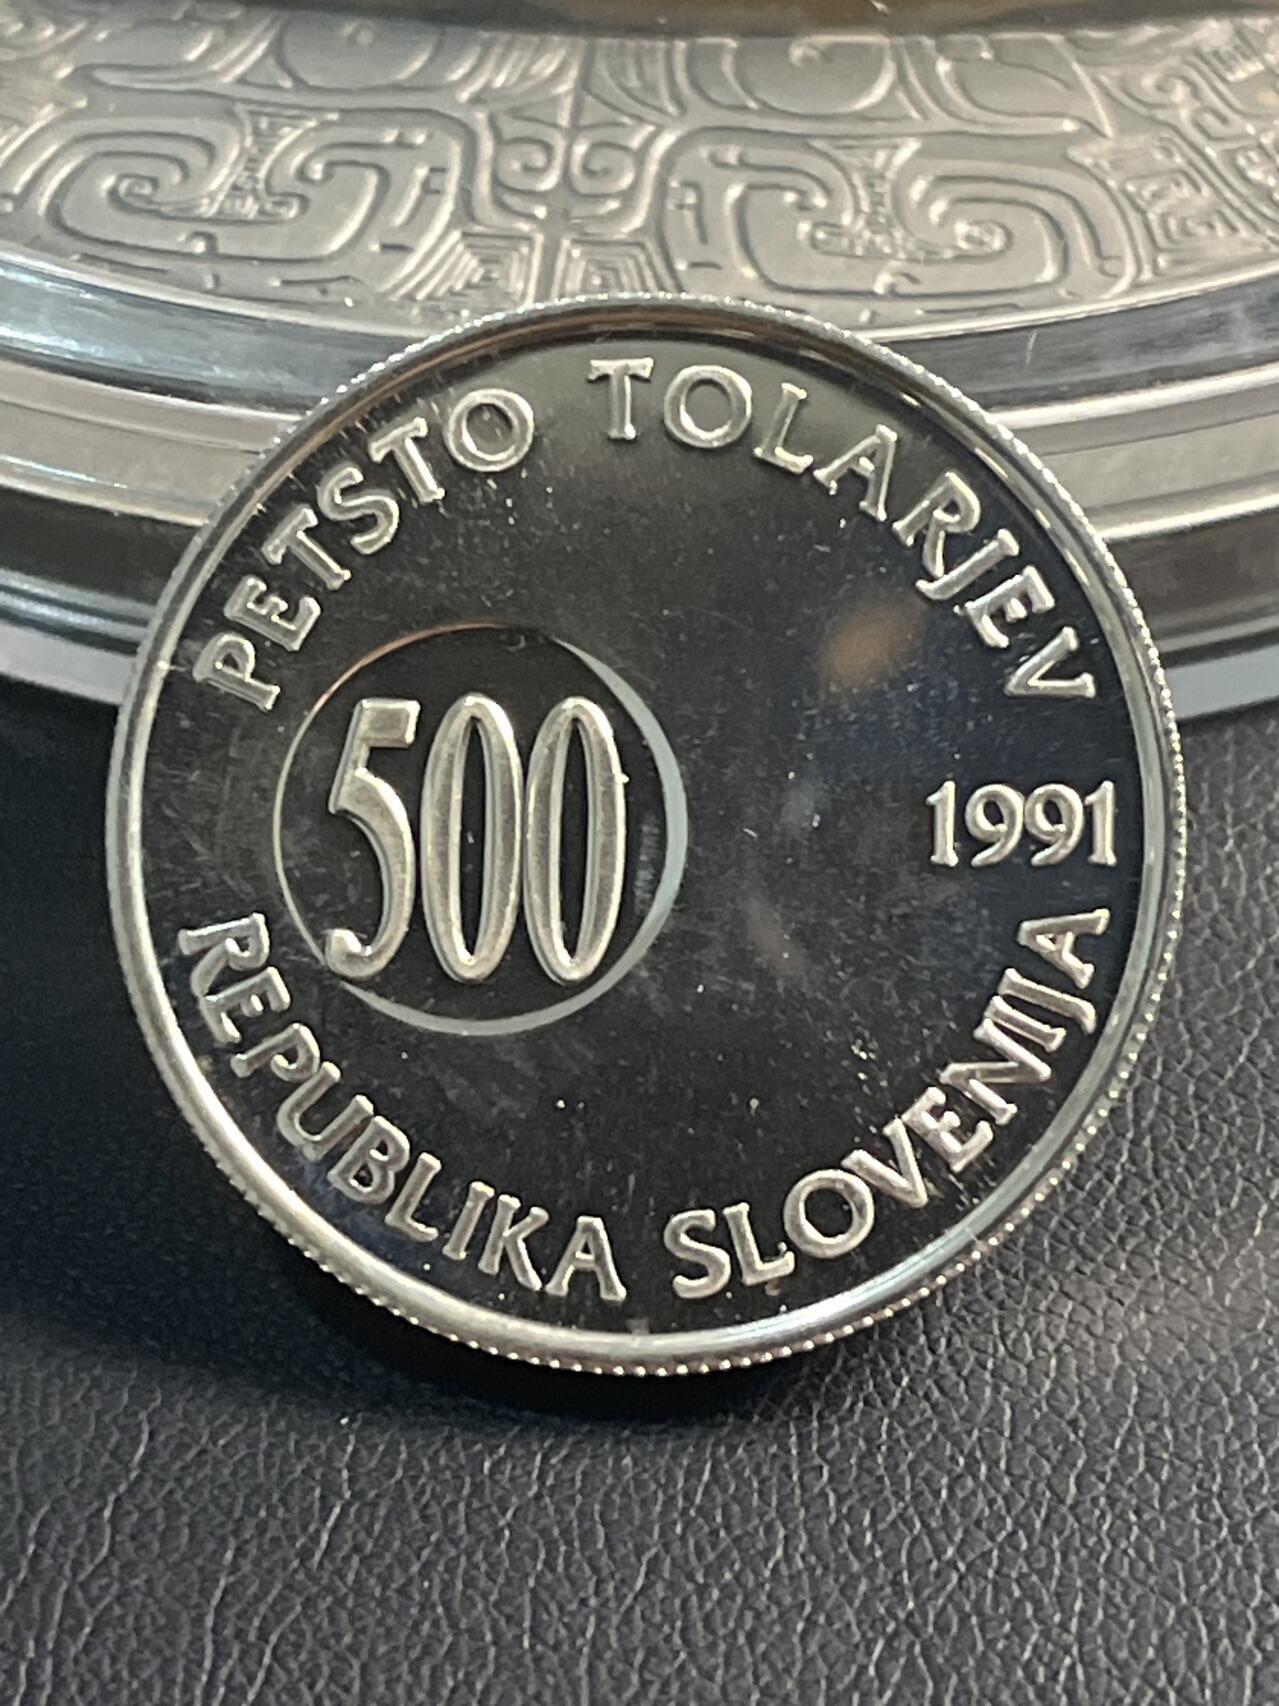 PETSTO TOLARJEV
500
1991
REPUBLIKA SLOVENIJA